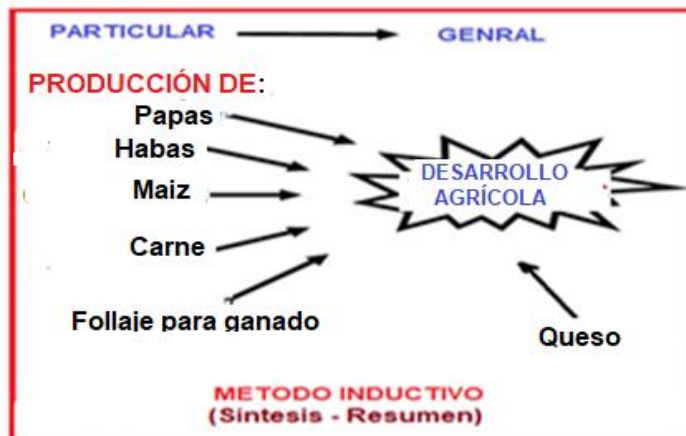 PARTICULAR GENRAL
PRODUCCIÓN DE:
Papas
Habas
Maiz
Carne
Follaje para ganado
DESARROLLO
AGRÍCOLA
Queso
METODO INDUCTIVO
(Síntesis - Resumen)